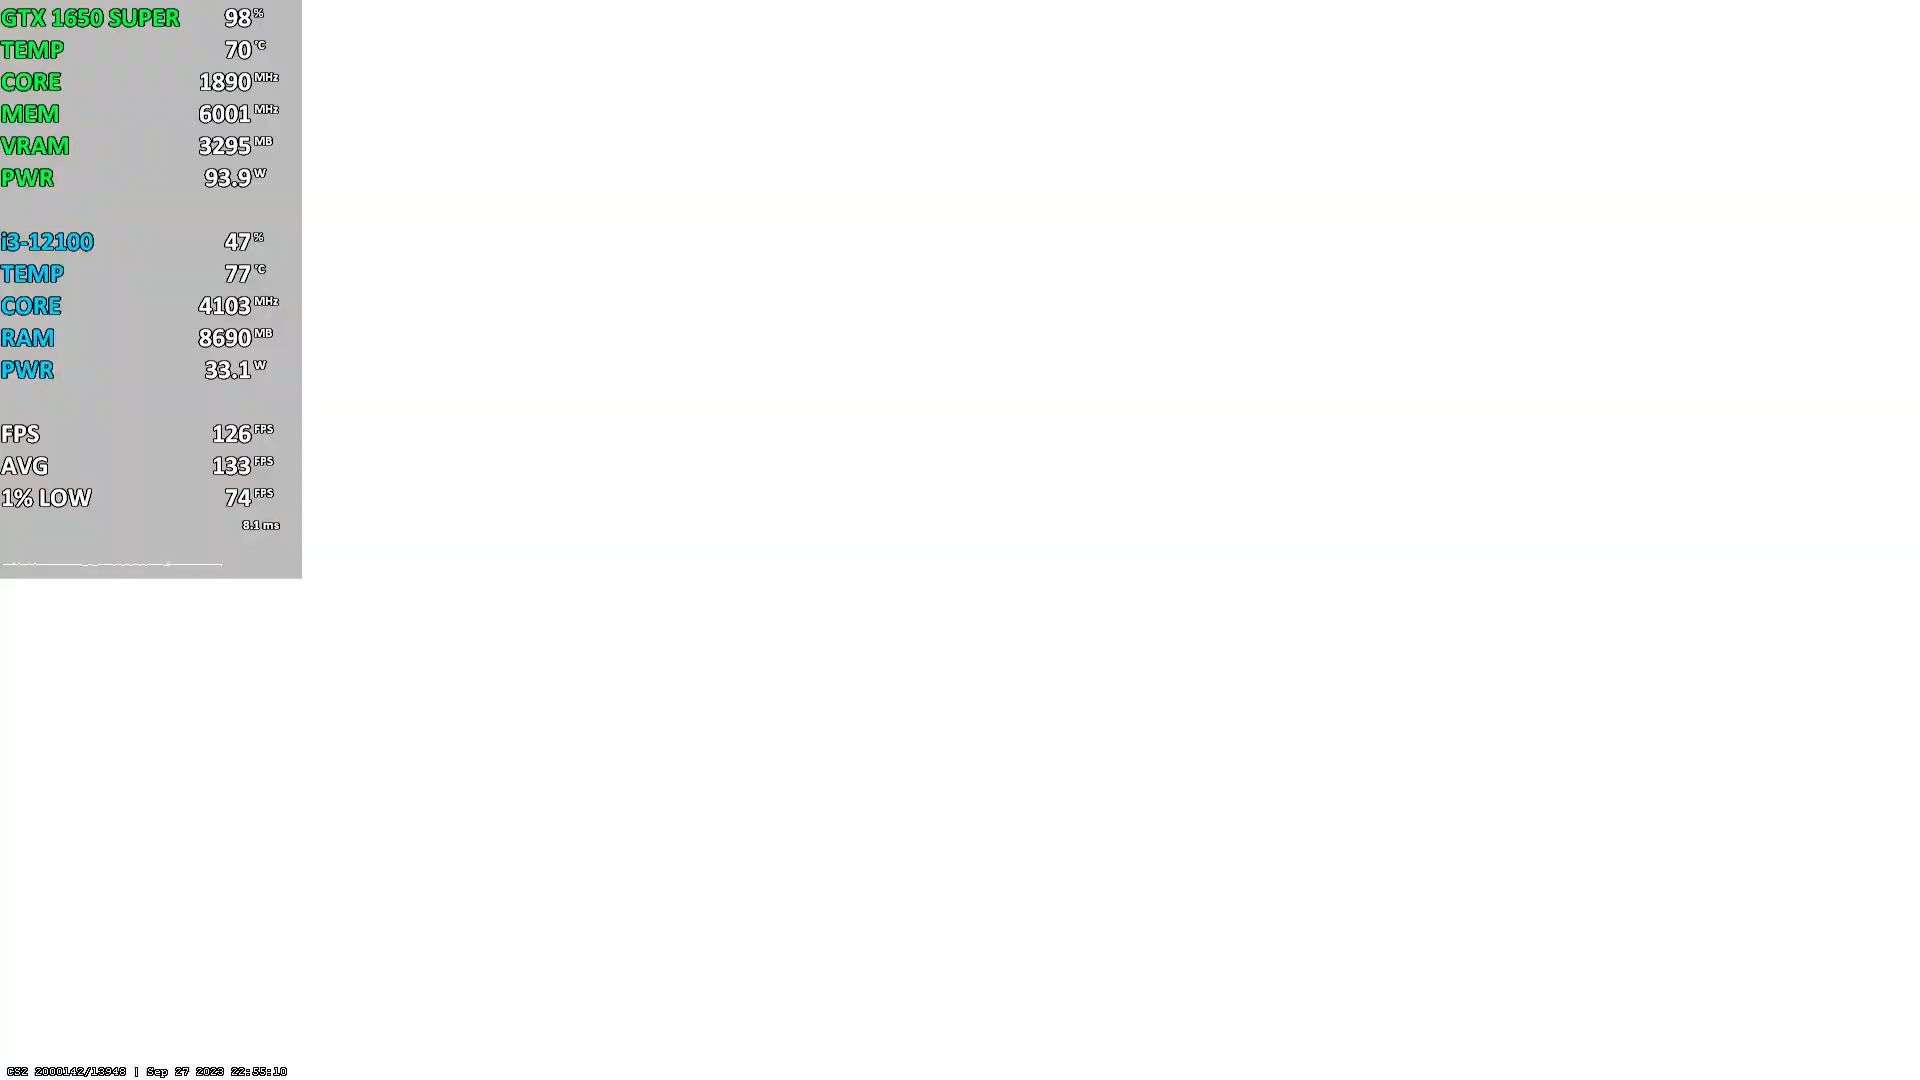 GTX 1650 SUPER 98 %
TEMP 70 °C
CORE 1890 MHz
MEM 6001 MHz
VRAM 3295 MB
PWR 93.9 W
i3-12100 47 %
TEMP 77 °C
CORE 4103 MHz
RAM 8690 MB
PWR 33.1 W
FPS 126 FPS
AVG 133 FPS
1% LOW 74 FPS
8.1 ms
CS2 2000142/13948 | Sep 27 2023 22:55:10